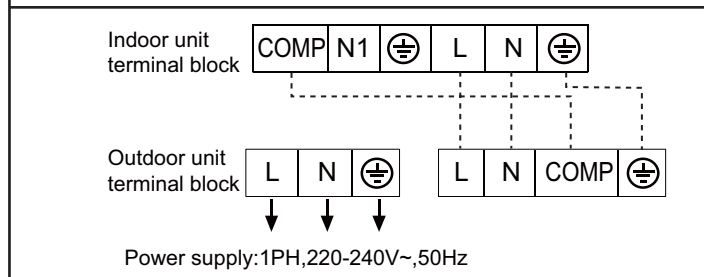 Indoor unit
terminal block
COMP N1 L N
Outdoor unit
terminal block
L N
L N COMP
Power supply:1PH,220-240V~,50Hz